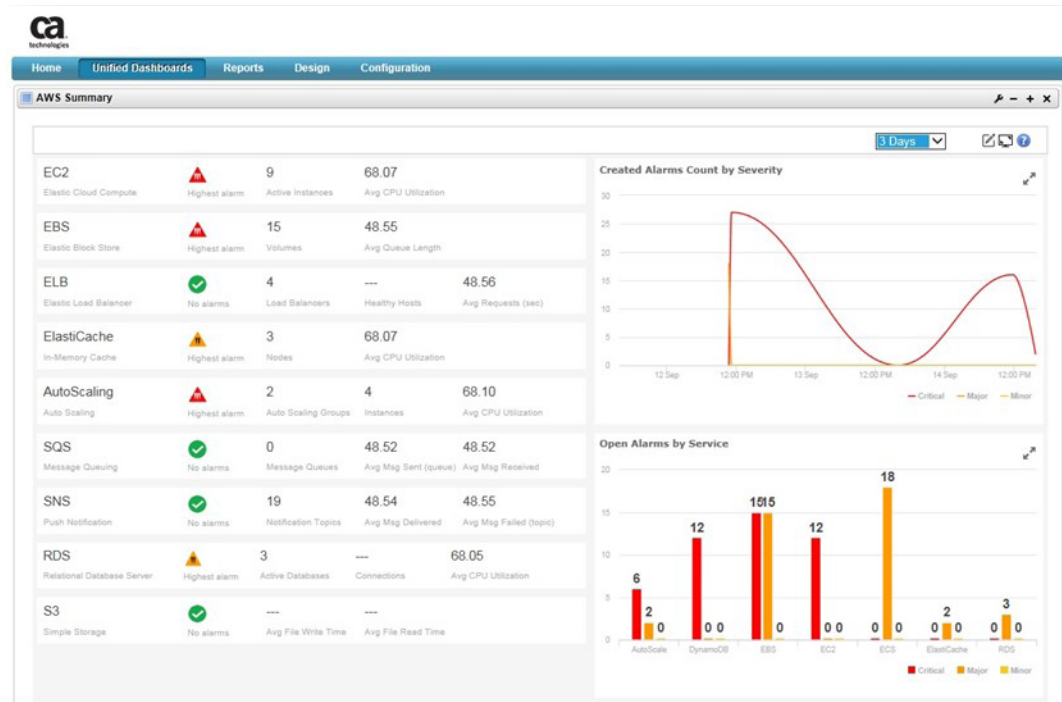 ca
technologies
Home Unified Dashboards Reports Design Configuration
AWS Summary
3 Days
EC2 9 68.07
Elastic Cloud Compute Highest alarm Active Instances Avg CPU Utilization
EBS 15 48.55
Elastic Block Store Highest alarm Volumes Avg Queue Length
ELB 4 --- 48.56
Elastic Load Balancer No alarms Load Balancers Healthy Hosts Avg Requests (sec)
ElastiCache 3 68.07
In-Memory Cache Highest alarm Nodes Avg CPU Utilization
AutoScaling 2 4 68.10
Auto Scaling Highest alarm Auto Scaling Groups Instances Avg CPU Utilization
SQS 0 48.52 48.52
Message Queuing No alarms Message Queues Avg Msg Sent (queue) Avg Msg Received
SNS 19 48.54 48.55
Push Notification No alarms Notification Topics Avg Msg Delivered Avg Msg Failed (topic)
RDS 3 --- 68.05
Relational Database Server Highest alarm Active Databases Connections Avg CPU Utilization
S3 --- ---
Simple Storage No alarms Avg File Write Time Avg File Read Time
Created Alarms Count by Severity
30
25
20
15
10
5
0
12 Sep 12:00 PM 13 Sep 12:00 PM 14 Sep 12:00 PM
Critical Major Minor
Open Alarms by Service
20
15
10
5
0
6 2 0 12 0 0 15 15 0 12 0 0 0 18 0 0 2 0 0 3 0
AutoScale DynamoDB EBS EC2 ECS ElastiCache RDS
Critical Major Minor